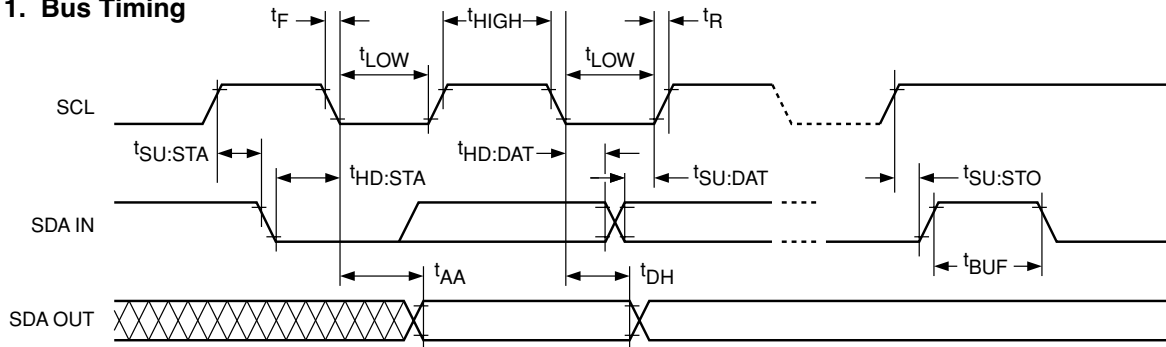 1. Bus Timing
tF
tHIGH
tR
tLOW
tLOW
SCL
tSU:STA
tHD:STA
tHD:DAT
tSU:DAT
tSU:STO
SDA IN
tBUF
tAA
tDH
SDA OUT